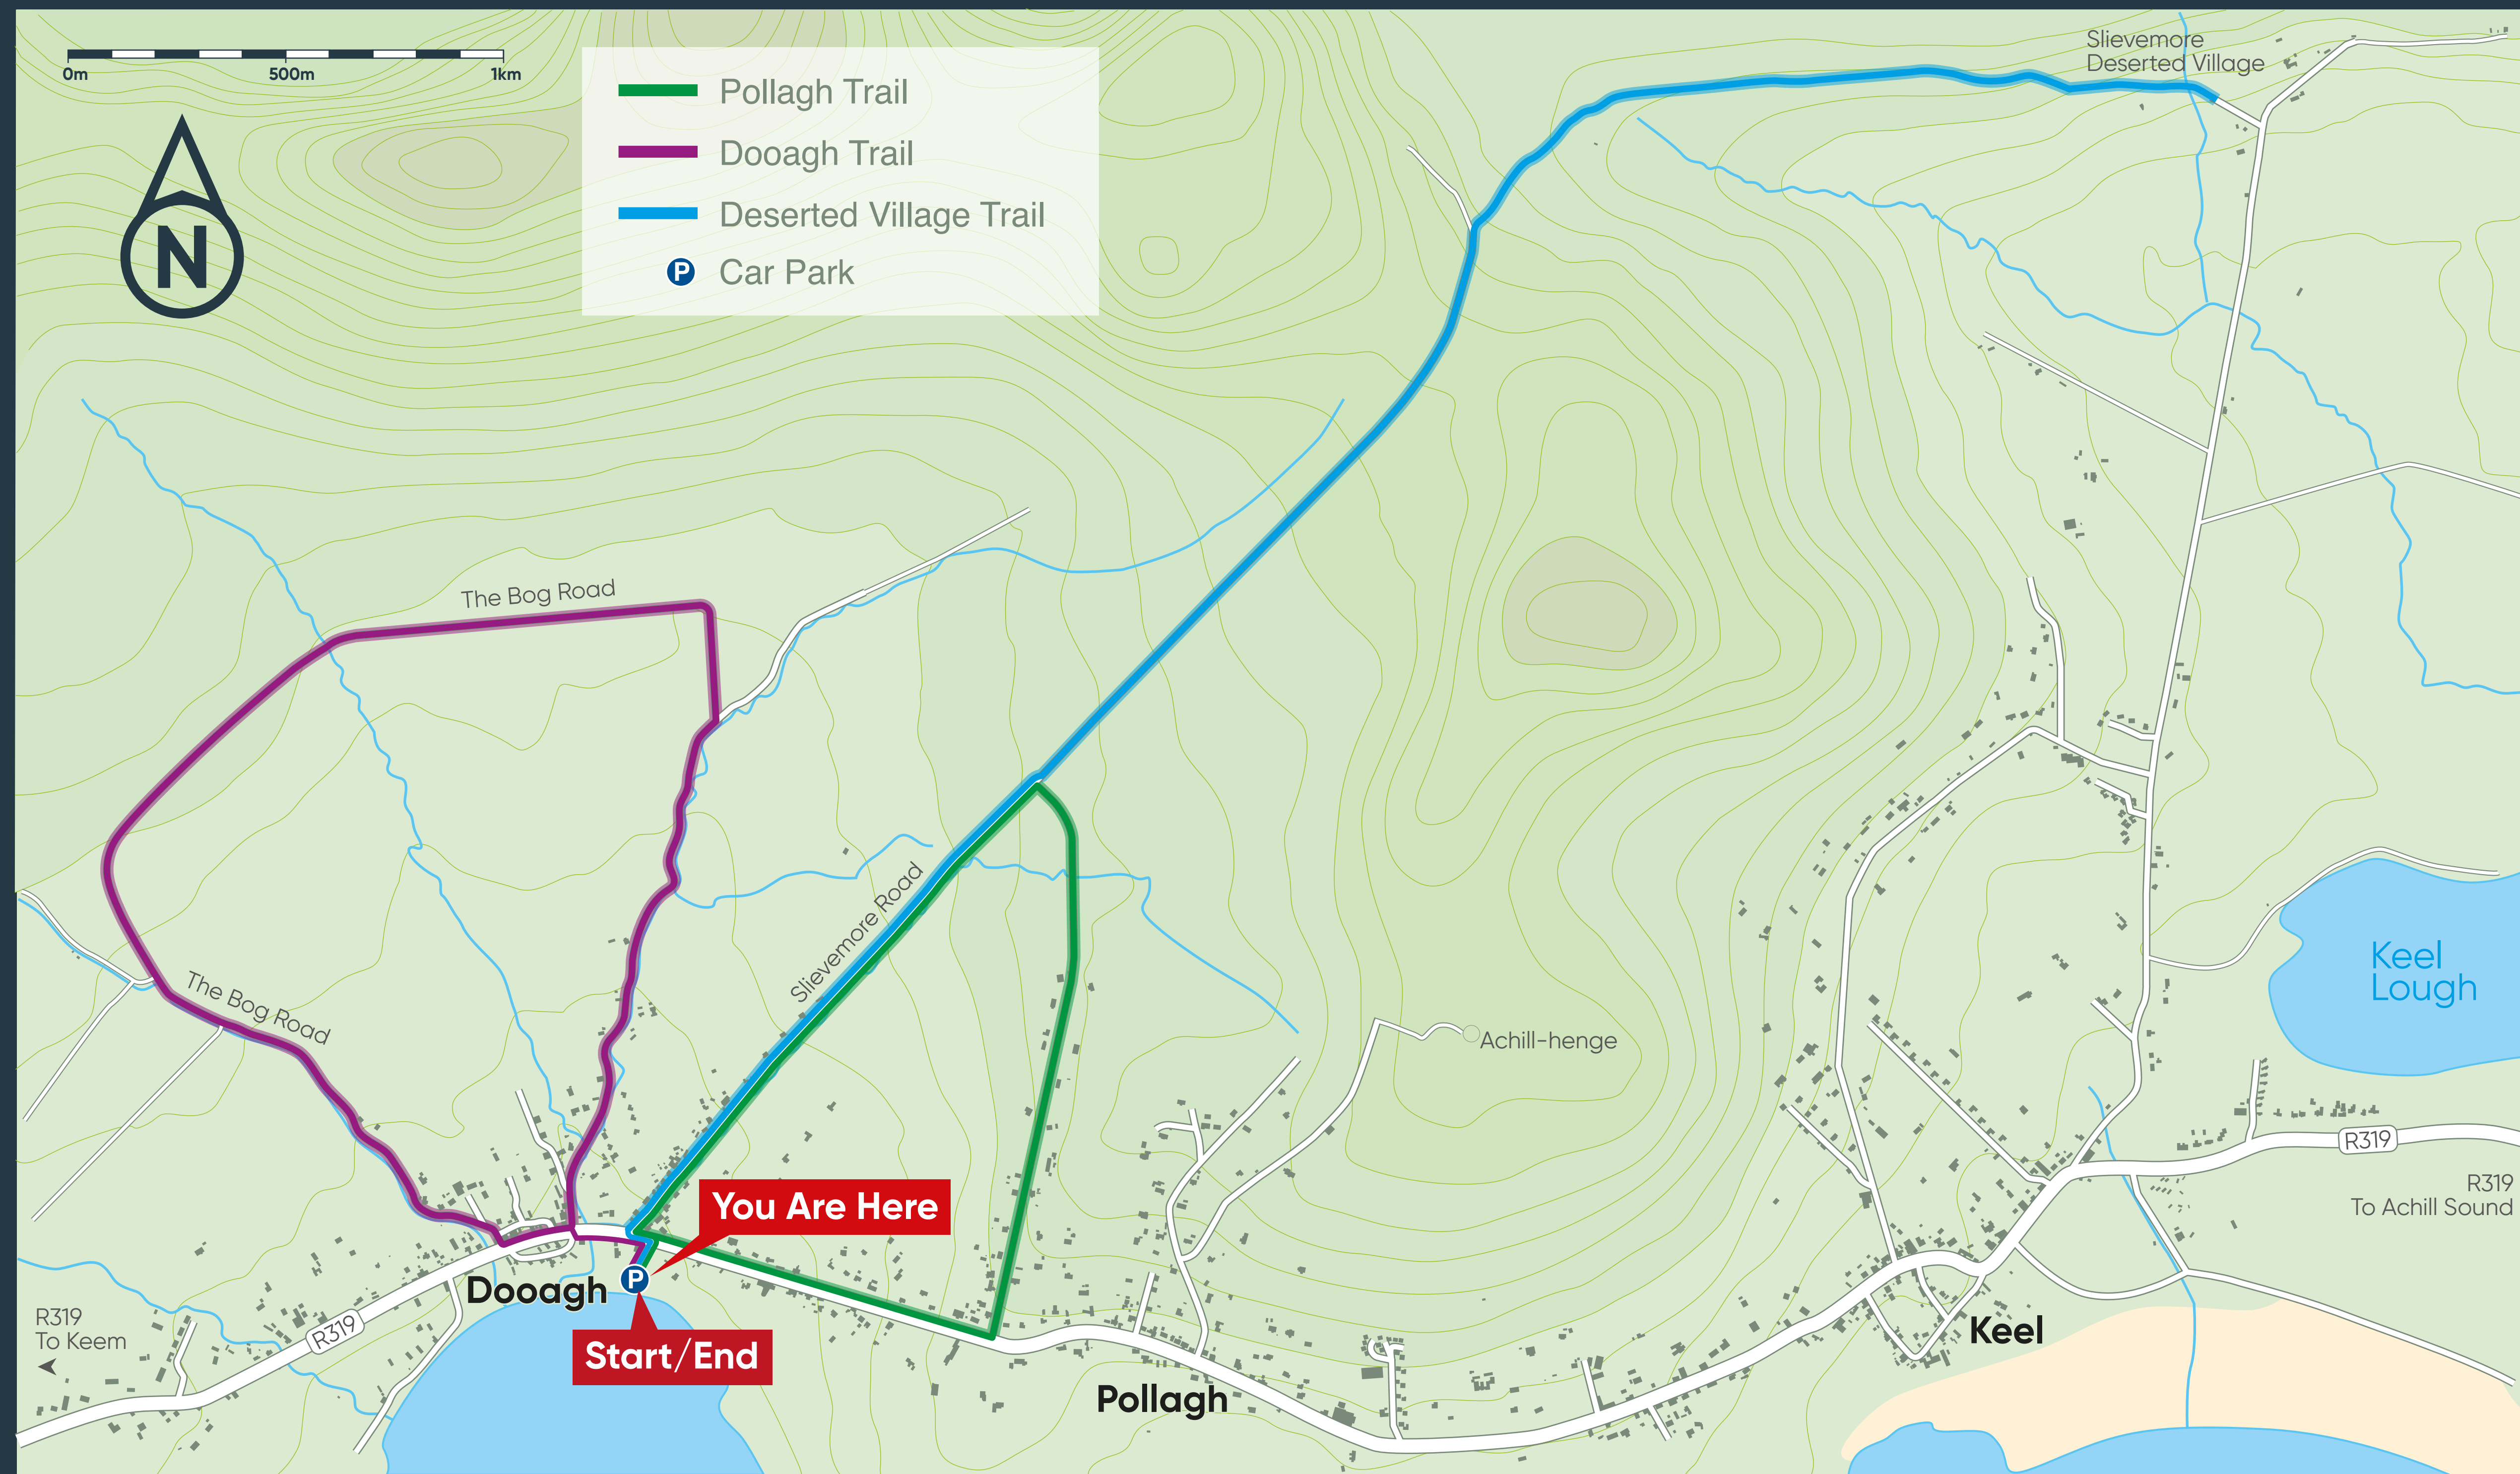 0m 500m 1km
N
Pollagh Trail
Dooagh Trail
Deserted Village Trail
P Car Park
Slievemore
Deserted Village
The Bog Road
Slievemore Road
The Bog Road
Keel
Lough
Achill-henge
R319
R319
To Achill Sound
You Are Here
P
Dooagh
Start/End
R319
To Keem
R319
Keel
Pollagh